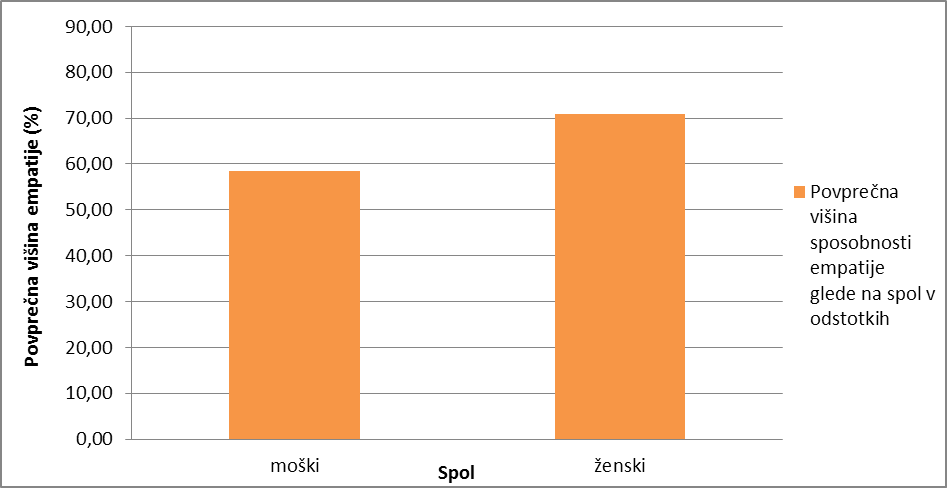 90,00
80,00
70,00
60,00
50,00
40,00
30,00
20,00
10,00
0,00
Povprečna višina empatije (%)
moški
ženski
Spol
Povprečna
višina
sposobnosti
empatije
glede na spol v
odstotkih